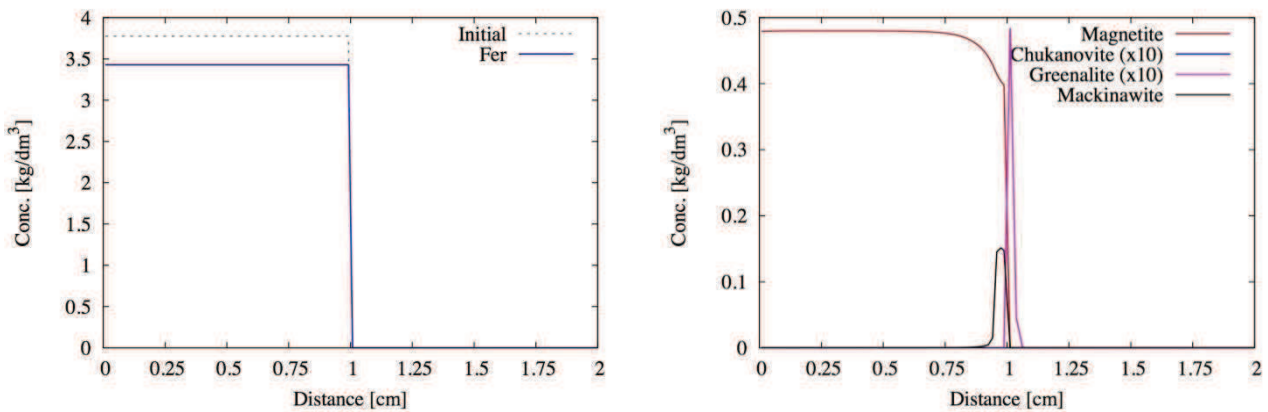 4
3.5
3
2.5
2
1.5
1
0.5
0
Conc. [kg/dm³]
Initial
Fer
0 0.25 0.5 0.75 1 1.25 1.5 1.75 2
Distance [cm]
0.5
0.4
0.3
0.2
0.1
0
Conc. [kg/dm³]
Magnetite
Chukanovite (x10)
Greenalite (x10)
Mackinawite
0 0.25 0.5 0.75 1 1.25 1.5 1.75 2
Distance [cm]